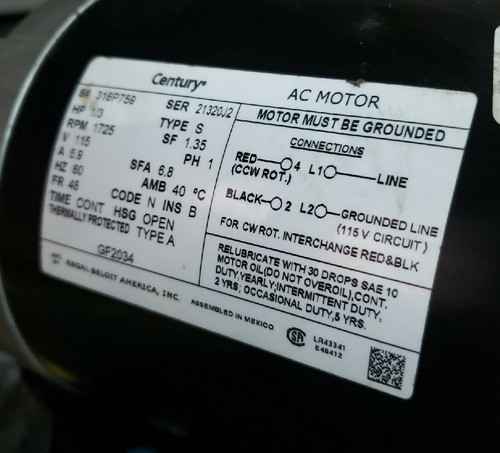 Century
S# 316P759 SER 21320J2
HP 1/3 TYPE S
RPM 1725 SF 1.35
V 115 PH 1
A 5.9 SFA 6.8
HZ 60 AMB 40 °C
FR 48 CODE N INS B
TIME CONT HSG OPEN
THERMALLY PROTECTED TYPE A
GF2034
AC MOTOR
MOTOR MUST BE GROUNDED
CONNECTIONS
RED 4 L1 LINE
(CCW ROT.)
BLACK 2 L2 GROUNDED LINE
(115 V CIRCUIT)
FOR CW ROT. INTERCHANGE RED&BLK
RELUBRICATE WITH 30 DROPS SAE 10
MOTOR OIL(DO NOT OVEROIL),CONT.
DUTY,YEARLY;INTERMITTENT DUTY,
2 YRS; OCCASIONAL DUTY,5 YRS.
REGAL BELOIT AMERICA, INC. ASSEMBLED IN MEXICO
LR43341
E46412